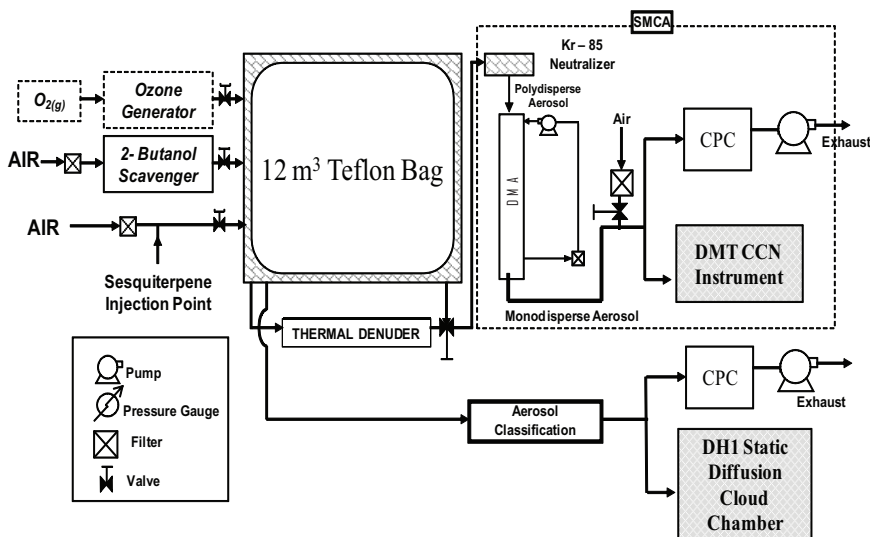 SMCA
Kr – 85
Neutralizer
O2(g)
Ozone
Generator
Polydisperse
Aerosol
Air
AIR
2- Butanol
Scavenger
12 m³ Teflon Bag
DMA
CPC
Exhaust
AIR
Sesquiterpene
Injection Point
DMT CCN
Instrument
Monodisperse Aerosol
THERMAL DENUDER
Pump
Pressure Gauge
Filter
Valve
Aerosol
Classification
CPC
Exhaust
DH1 Static
Diffusion
Cloud
Chamber